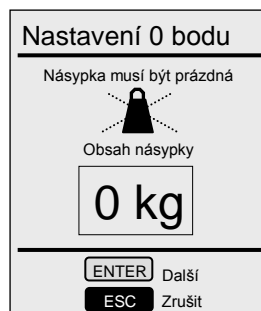 Nastavení 0 bodu
Násypka musí být prázdná
Obsah násypky
0 kg
ENTER Další
ESC Zrušit